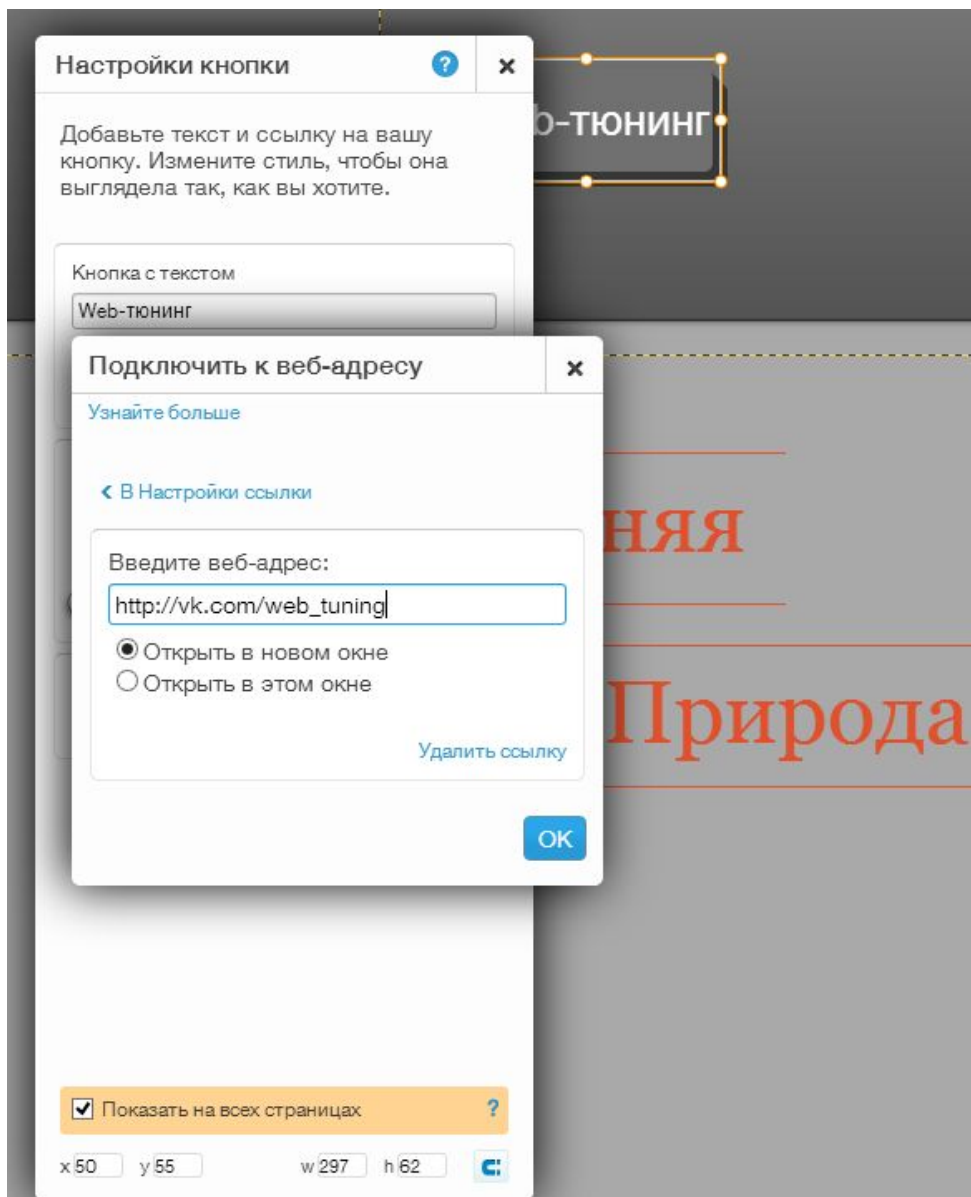 Настройки кнопки ?
Добавьте текст и ссылку на вашу
кнопку. Измените стиль, чтобы она
выглядела так, как вы хотите.
Кнопка с текстом
Web-тюнинг
b-тюнинг
Подключить к веб-адресу
Узнайте больше
В Настройки ссылки
Введите веб-адрес:
http://vk.com/web_tuning
Открыть в новом окне
Открыть в этом окне
Удалить ссылку
OK
няя
Природа
Показать на всех страницах ?
x 50 y 55 w 297 h 62